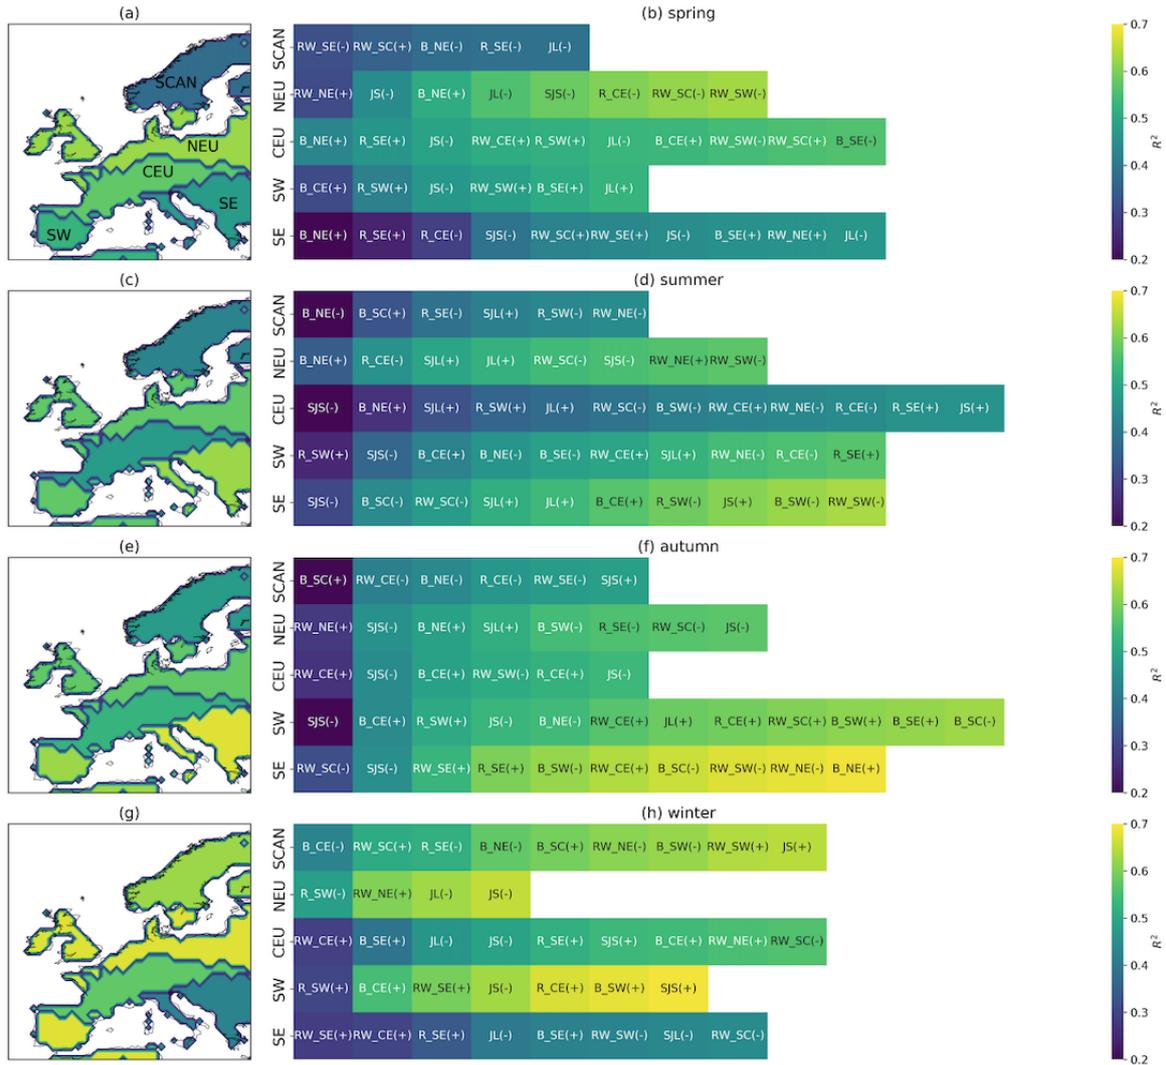 (a)
(b) spring
SCAN
NEU
CEU
SE
SW
SCAN RW_SE(-) RW_SC(+) B_NE(-) R_SE(-) JL(-)
NEU RW_NE(+) JS(-) B_NE(+) JL(-) SJS(-) R_CE(-) RW_SC(-) RW_SW(-)
CEU B_NE(+) R_SE(+) JS(-) RW_CE(+) R_SW(+) JL(-) B_CE(+) RW_SW(-) RW_SC(+) B_SE(-)
SW B_CE(+) R_SW(+) JS(-) RW_SW(+) B_SE(+) JL(+)
SE B_NE(+) R_SE(+) R_CE(-) SJS(-) RW_SC(+) RW_SE(+) JS(-) B_SE(+) RW_NE(+) JL(-)
0.7
0.6
0.5
0.4
0.3
0.2
R²
(c)
(d) summer
SCAN B_NE(-) B_SC(+) R_SE(-) SJL(+) R_SW(-) RW_NE(-)
NEU B_NE(+) R_CE(-) SJL(+) JL(+) RW_SC(-) SJS(-) RW_NE(+) RW_SW(-)
CEU SJS(-) B_NE(+) SJL(+) R_SW(+) JL(+) RW_SC(-) B_SW(-) RW_CE(+) RW_NE(-) R_CE(-) R_SE(+) JS(+)
SW R_SW(+) SJS(-) B_CE(+) B_NE(-) B_SE(-) RW_CE(+) SJL(+) RW_NE(-) R_CE(-) R_SE(+)
SE SJS(-) B_SC(-) RW_SC(-) SJL(+) JL(+) B_CE(+) R_SW(-) JS(+) B_SW(-) RW_SW(-)
0.7
0.6
0.5
0.4
0.3
0.2
R²
(e)
(f) autumn
SCAN B_SC(+) RW_CE(-) B_NE(-) R_CE(-) RW_SE(-) SJS(+)
NEU RW_NE(+) SJS(-) B_NE(+) SJL(+) B_SW(-) R_SE(-) RW_SC(-) JS(-)
CEU RW_CE(+) SJS(-) B_CE(+) RW_SW(-) R_CE(+) JS(-)
SW SJS(-) B_CE(+) R_SW(+) JS(-) B_NE(-) RW_CE(+) JL(+) R_CE(+) RW_SC(+) B_SW(+) B_SE(+) B_SC(-)
SE RW_SC(-) SJS(-) RW_SE(+) R_SE(+) B_SW(-) RW_CE(+) B_SC(-) RW_SW(-) RW_NE(-) B_NE(+)
0.7
0.6
0.5
0.4
0.3
0.2
R²
(g)
(h) winter
SCAN B_CE(-) RW_SC(+) R_SE(-) B_NE(-) B_SC(+) RW_NE(-) B_SW(-) RW_SW(+) JS(+)
NEU R_SW(-) RW_NE(+) JL(-) JS(-)
CEU RW_CE(+) B_SE(+) JL(-) JS(-) R_SE(+) SJS(+) B_CE(+) RW_NE(+) RW_SC(-)
SW R_SW(+) B_CE(+) RW_SE(+) JS(-) R_CE(+) B_SW(+) SJS(+)
SE RW_SE(+) RW_CE(+) R_SE(+) JL(-) B_SE(+) RW_SW(-) SJL(-) RW_SC(-)
0.7
0.6
0.5
0.4
0.3
0.2
R²